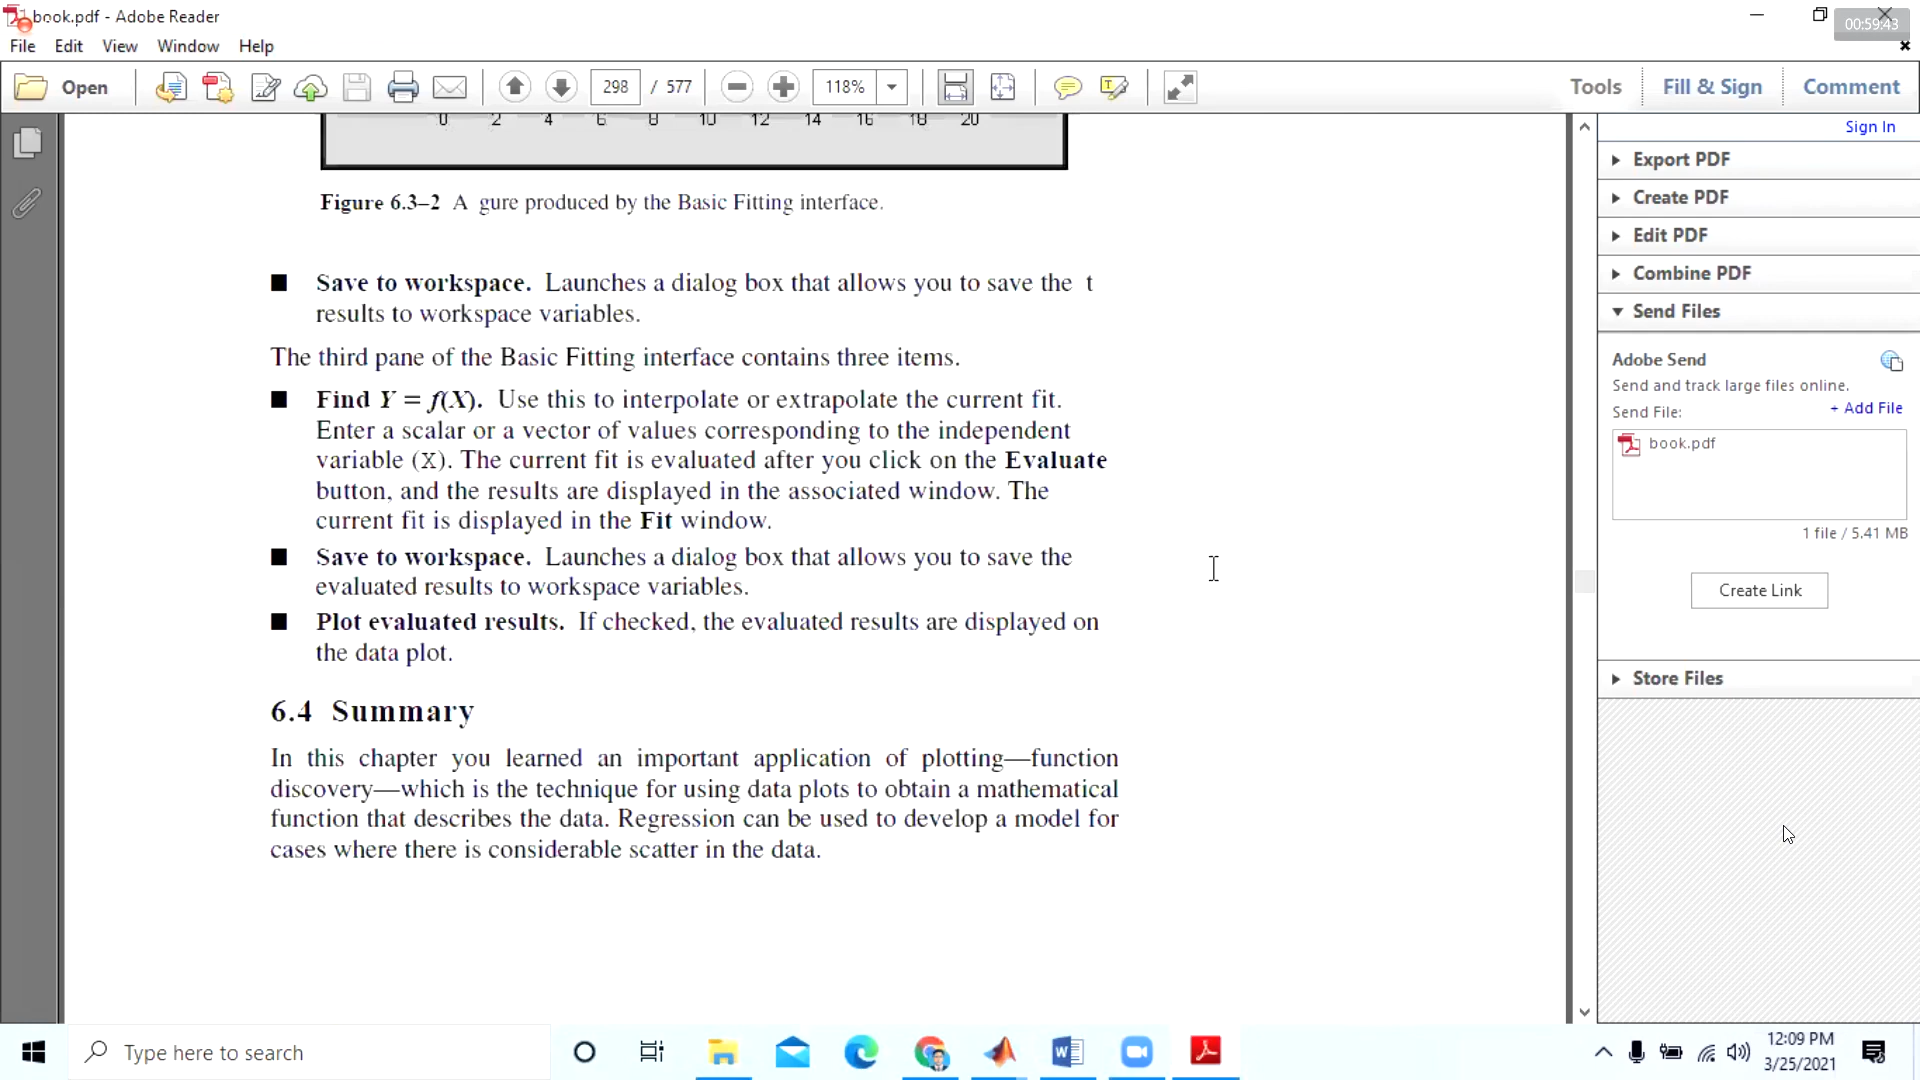 book.pdf - Adobe Reader
00:59:43
File Edit View Window Help
Open 298 / 577 118% Tools Fill & Sign Comment
Sign In
Export PDF
Create PDF
Edit PDF
Combine PDF
Send Files
Adobe Send
Send and track large files online.
Send File: + Add File
book.pdf
1 file / 5.41 MB
Create Link
Store Files
0 2 4 6 8 10 12 14 16 18 20
Figure 6.3–2 A gure produced by the Basic Fitting interface.
■ Save to workspace. Launches a dialog box that allows you to save the t
results to workspace variables.
The third pane of the Basic Fitting interface contains three items.
■ Find Y = f(X). Use this to interpolate or extrapolate the current fit.
Enter a scalar or a vector of values corresponding to the independent
variable (X). The current fit is evaluated after you click on the Evaluate
button, and the results are displayed in the associated window. The
current fit is displayed in the Fit window.
■ Save to workspace. Launches a dialog box that allows you to save the
evaluated results to workspace variables.
■ Plot evaluated results. If checked, the evaluated results are displayed on
the data plot.
6.4 Summary
In this chapter you learned an important application of plotting—function
discovery—which is the technique for using data plots to obtain a mathematical
function that describes the data. Regression can be used to develop a model for
cases where there is considerable scatter in the data.
Type here to search
12:09 PM
3/25/2021